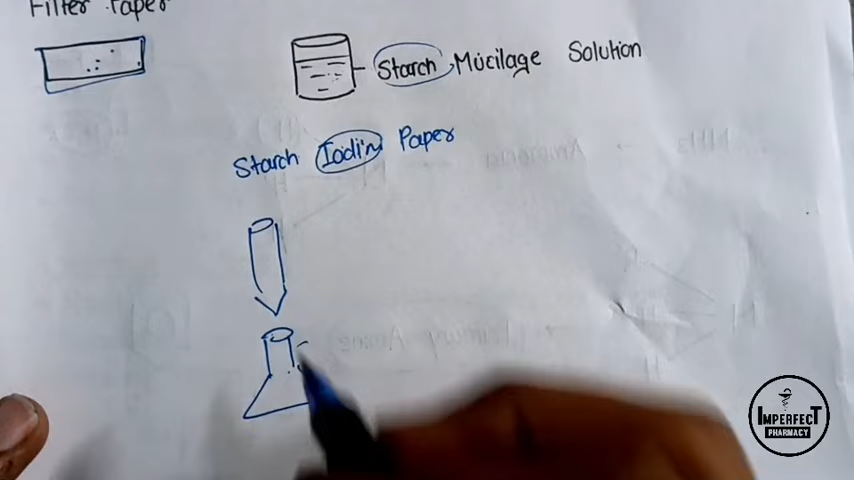 Filter Paper
Starch Mucilage Solution
Starch Iodin Paper
IMPERFECT
PHARMACY